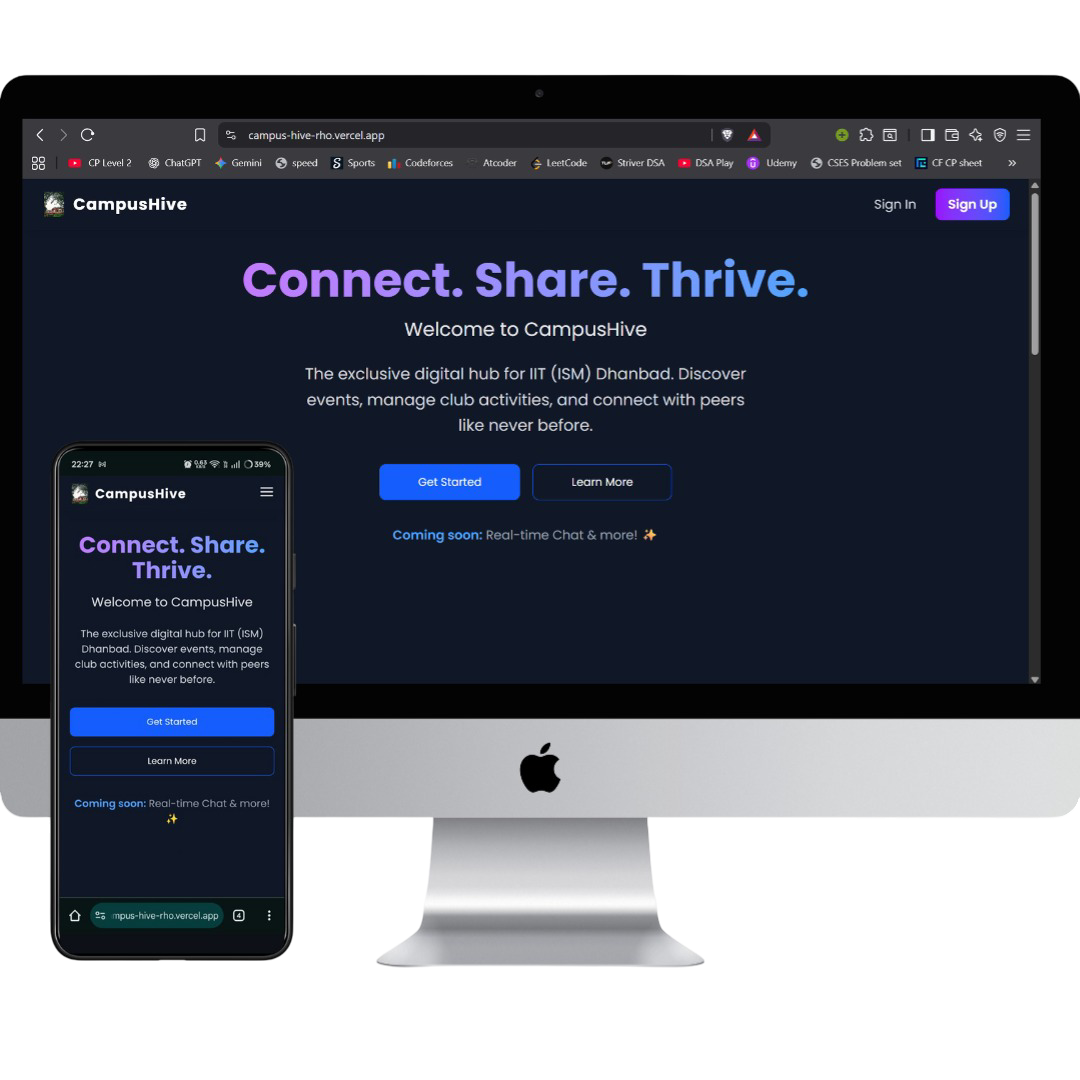 campus-hive-rho.vercel.app
CP Level 2 ChatGPT Gemini speed Sports Codeforces Atcoder LeetCode Striver DSA DSA Play Udemy CSES Problem set CF CP sheet »
CampusHive Sign In Sign Up
Connect. Share. Thrive.
Welcome to CampusHive
The exclusive digital hub for IIT (ISM) Dhanbad. Discover
events, manage club activities, and connect with peers
like never before.
Get Started Learn More
Coming soon: Real-time Chat & more! ✨
22:27 39%
CampusHive
Connect. Share.
Thrive.
Welcome to CampusHive
The exclusive digital hub for IIT (ISM)
Dhanbad. Discover events, manage
club activities, and connect with peers
like never before.
Get Started
Learn More
Coming soon: Real-time Chat & more!
✨
mpus-hive-rho.vercel.app 4